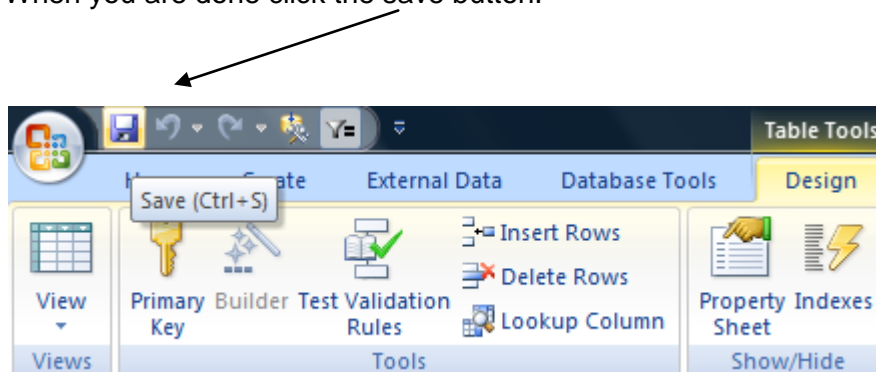 When you are done click the save button.
Table Tools
Create External Data Database Tools Design
Save (Ctrl+S)
Insert Rows
Delete Rows
Lookup Column
View
Primary Key
Builder
Test Validation Rules
Property Sheet
Indexes
Views Tools Show/Hide